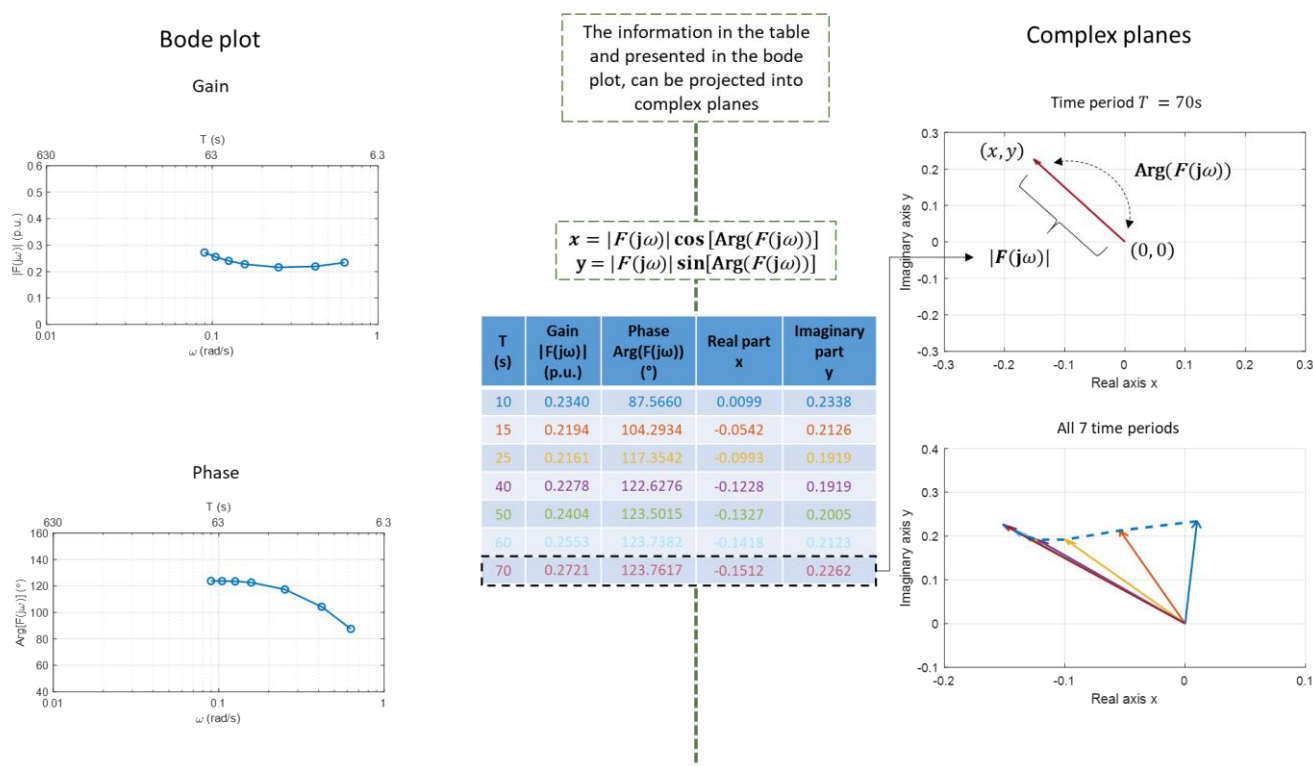 Bode plot
Gain
T (s)
630
63
6.3
0.6
0.5
0.4
0.3
0.2
0.1
0
|F(jω)| (p.u.)
0.01
0.1
1
ω (rad/s)
Phase
T (s)
630
63
6.3
160
140
120
100
80
60
40
Arg[F(jω)] (°)
0.01
0.1
1
ω (rad/s)
The information in the table
and presented in the bode
plot, can be projected into
complex planes
x = |F(jω)| cos [Arg(F(jω))]
y = |F(jω)| sin[Arg(F(jω))]
T (s) Gain |F(jω)| (p.u.) Phase Arg(F(jω)) (°) Real part x Imaginary part y
10 0.2340 87.5660 0.0099 0.2338
15 0.2194 104.2934 -0.0542 0.2126
25 0.2161 117.3542 -0.0993 0.1919
40 0.2278 122.6276 -0.1228 0.1919
50 0.2404 123.5015 -0.1327 0.2005
60 0.2553 123.7382 -0.1418 0.2123
70 0.2721 123.7617 -0.1512 0.2262
Complex planes
Time period T = 70s
0.3
0.2
0.1
0
-0.1
-0.2
-0.3
Imaginary axis y
(x, y)
Arg(F(jω))
|F(jω)|
(0, 0)
-0.3
-0.2
-0.1
0
0.1
0.2
0.3
Real axis x
All 7 time periods
0.4
0.3
0.2
0.1
0
-0.1
Imaginary axis y
-0.2
-0.1
0
0.1
Real axis x